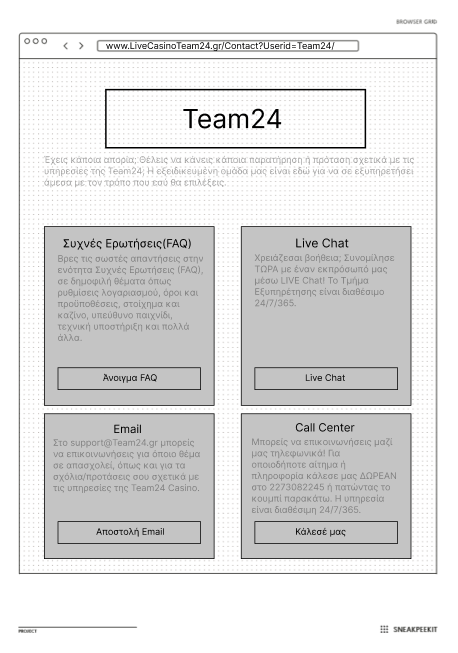 BROWSER GRID
www.LiveCasinoTeam24.gr/Contact?Userid=Team24/
Team24
Έχεις κάποια απορία; Θέλεις να κάνεις κάποια παρατήρηση ή πρόταση σχετικά με τις
υπηρεσίες της Team24; Η εξειδικευμένη ομάδα μας είναι εδώ για να σε εξυπηρετήσει
άμεσα με τον τρόπο που εσύ θα επιλέξεις.
Συχνές Ερωτήσεις(FAQ)
Βρες τις σωστές απαντήσεις στην
ενότητα Συχνές Ερωτήσεις (FAQ),
σε δημοφιλή θέματα όπως
ρυθμίσεις λογαριασμού, όροι και
προϋποθέσεις, στοίχημα και
καζίνο, υπεύθυνο παιχνίδι,
τεχνική υποστήριξη και πολλά
άλλα.
Άνοιγμα FAQ
Live Chat
Χρειάζεσαι βοήθεια; Συνομίλησε
ΤΩΡΑ με έναν εκπρόσωπό μας
μέσω LIVE Chat! Το Τμήμα
Εξυπηρέτησης είναι διαθέσιμο
24/7/365.
Live Chat
Email
Στο support@Team24.gr μπορείς
να επικοινωνήσεις για όποιο θέμα
σε απασχολεί, όπως και για τα
σχόλια/προτάσεις σου σχετικά με
τις υπηρεσίες της Team24 Casino.
Αποστολή Email
Call Center
Μπορείς να επικοινωνήσεις μαζί
μας τηλεφωνικά! Για
οποιοδήποτε αίτημα ή
πληροφορία κάλεσε μας ΔΩΡΕΑΝ
στο 2273082245 ή πατώντας το
κουμπί παρακάτω. Η υπηρεσία
είναι διαθέσιμη 24/7/365.
Κάλεσέ μας
PROJECT
SNEAKPEEKIT